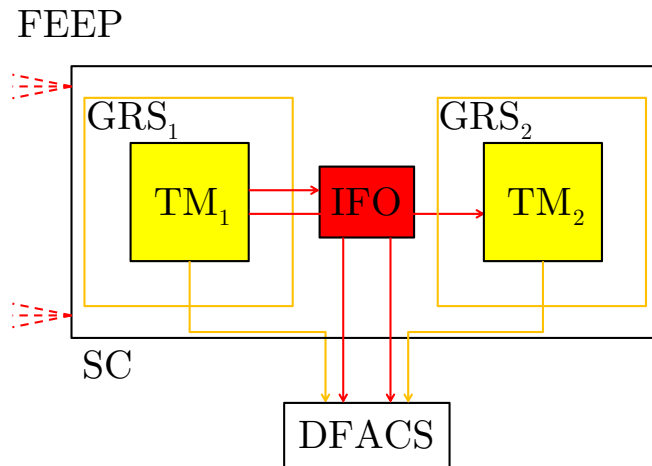 FEEP
GRS₁
GRS₂
TM₁
IFO
TM₂
SC
DFACS